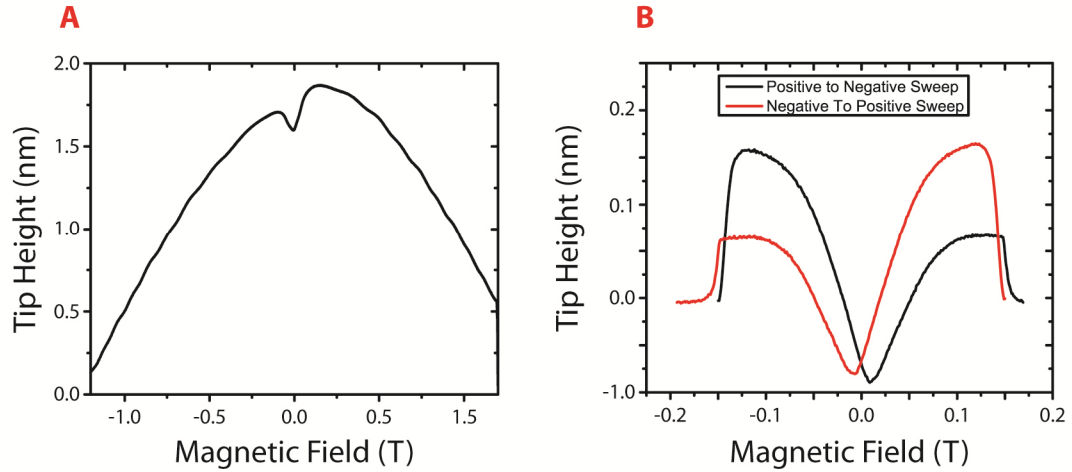 A
Tip Height (nm)
2.0
1.5
1.0
0.5
0.0
-1.0
-0.5
0.0
0.5
1.5
Magnetic Field (T)
B
Positive to Negative Sweep
Negative To Positive Sweep
Tip Height (nm)
0.2
0.1
0.0
-1.0
-0.2
-0.1
0.0
0.1
0.2
Magnetic Field (T)